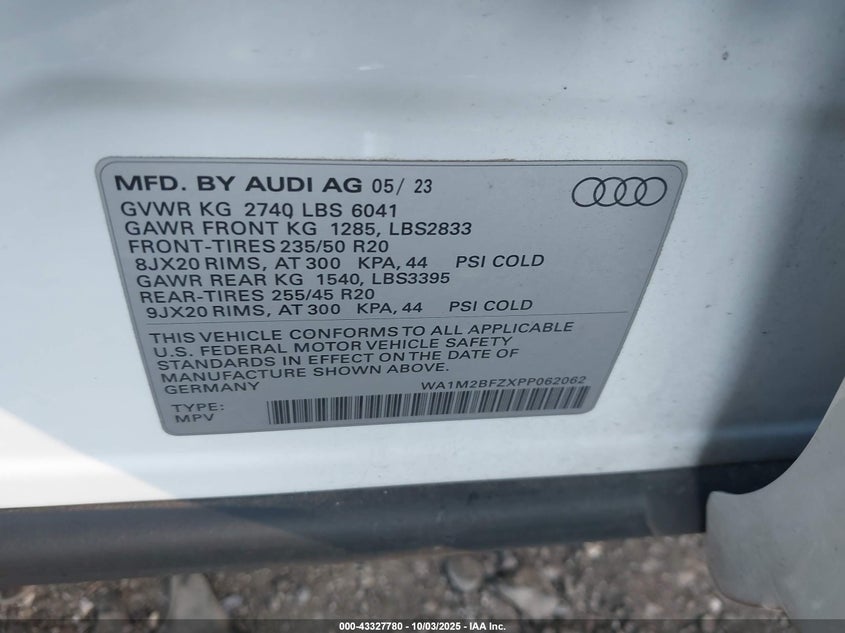 MFD. BY AUDI AG 05/ 23
GVWR KG 2740 LBS 6041
GAWR FRONT KG 1285, LBS2833
FRONT-TIRES 235/50 R20
8JX20 RIMS, AT 300 KPA, 44 PSI COLD
GAWR REAR KG 1540, LBS3395
REAR-TIRES 255/45 R20
9JX20 RIMS, AT 300 KPA, 44 PSI COLD
THIS VEHICLE CONFORMS TO ALL APPLICABLE
U.S. FEDERAL MOTOR VEHICLE SAFETY
STANDARDS IN EFFECT ON THE DATE OF
MANUFACTURE SHOWN ABOVE.
GERMANY WA1M2BFZXPP062062
TYPE:
MPV
000-43327780 - 10/03/2025 - IAA Inc.